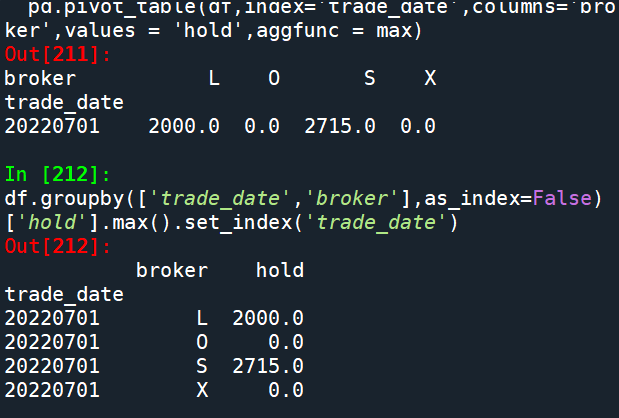 pd.pivot_table(df,index='trade_date',columns='bro
ker',values = 'hold',aggfunc = max)
Out[211]:
broker L O S X
trade_date
20220701 2000.0 0.0 2715.0 0.0
In [212]:
df.groupby(['trade_date','broker'],as_index=False)
['hold'].max().set_index('trade_date')
Out[212]:
broker hold
trade_date
20220701 L 2000.0
20220701 O 0.0
20220701 S 2715.0
20220701 X 0.0